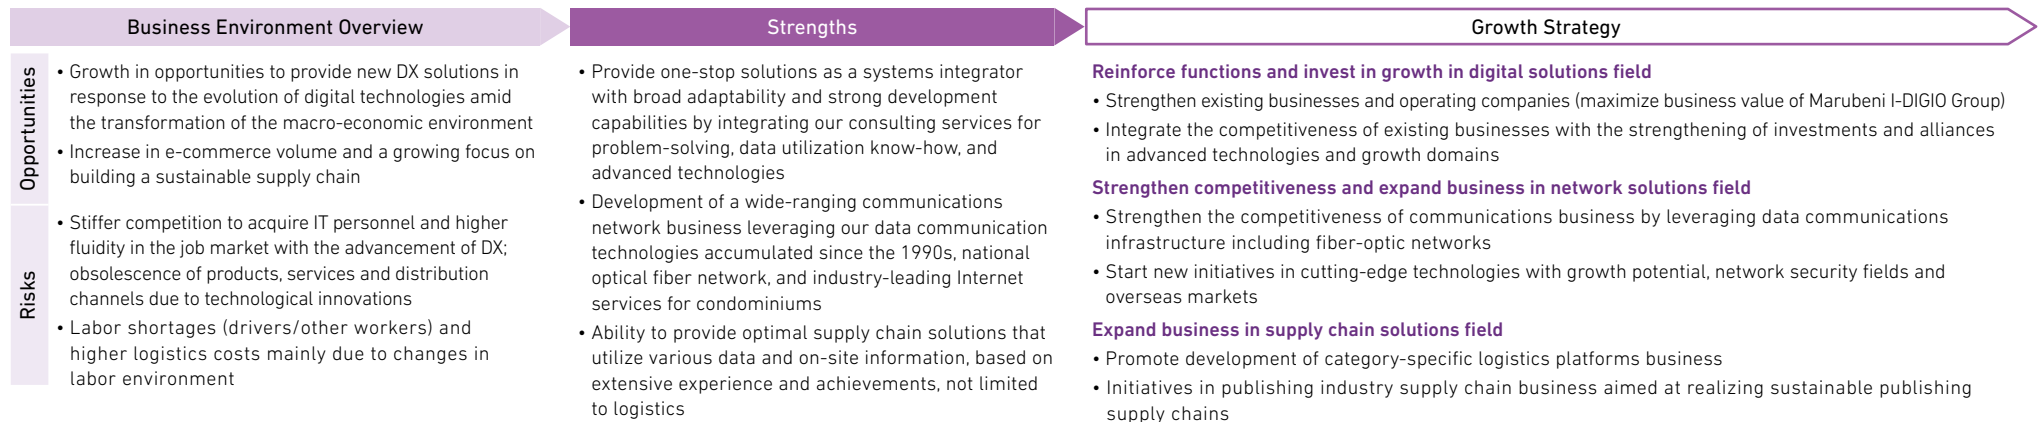 Business Environment Overview
Opportunities
• Growth in opportunities to provide new DX solutions in
response to the evolution of digital technologies amid
the transformation of the macro-economic environment
• Increase in e-commerce volume and a growing focus on
building a sustainable supply chain
Risks
• Stiffer competition to acquire IT personnel and higher
fluidity in the job market with the advancement of DX;
obsolescence of products, services and distribution
channels due to technological innovations
• Labor shortages (drivers/other workers) and
higher logistics costs mainly due to changes in
labor environment
Strengths
• Provide one-stop solutions as a systems integrator
with broad adaptability and strong development
capabilities by integrating our consulting services for
problem-solving, data utilization know-how, and
advanced technologies
• Development of a wide-ranging communications
network business leveraging our data communication
technologies accumulated since the 1990s, national
optical fiber network, and industry-leading Internet
services for condominiums
• Ability to provide optimal supply chain solutions that
utilize various data and on-site information, based on
extensive experience and achievements, not limited
to logistics
Growth Strategy
Reinforce functions and invest in growth in digital solutions field
• Strengthen existing businesses and operating companies (maximize business value of Marubeni I-DIGIO Group)
• Integrate the competitiveness of existing businesses with the strengthening of investments and alliances
in advanced technologies and growth domains
Strengthen competitiveness and expand business in network solutions field
• Strengthen the competitiveness of communications business by leveraging data communications
infrastructure including fiber-optic networks
• Start new initiatives in cutting-edge technologies with growth potential, network security fields and
overseas markets
Expand business in supply chain solutions field
• Promote development of category-specific logistics platforms business
• Initiatives in publishing industry supply chain business aimed at realizing sustainable publishing
supply chains